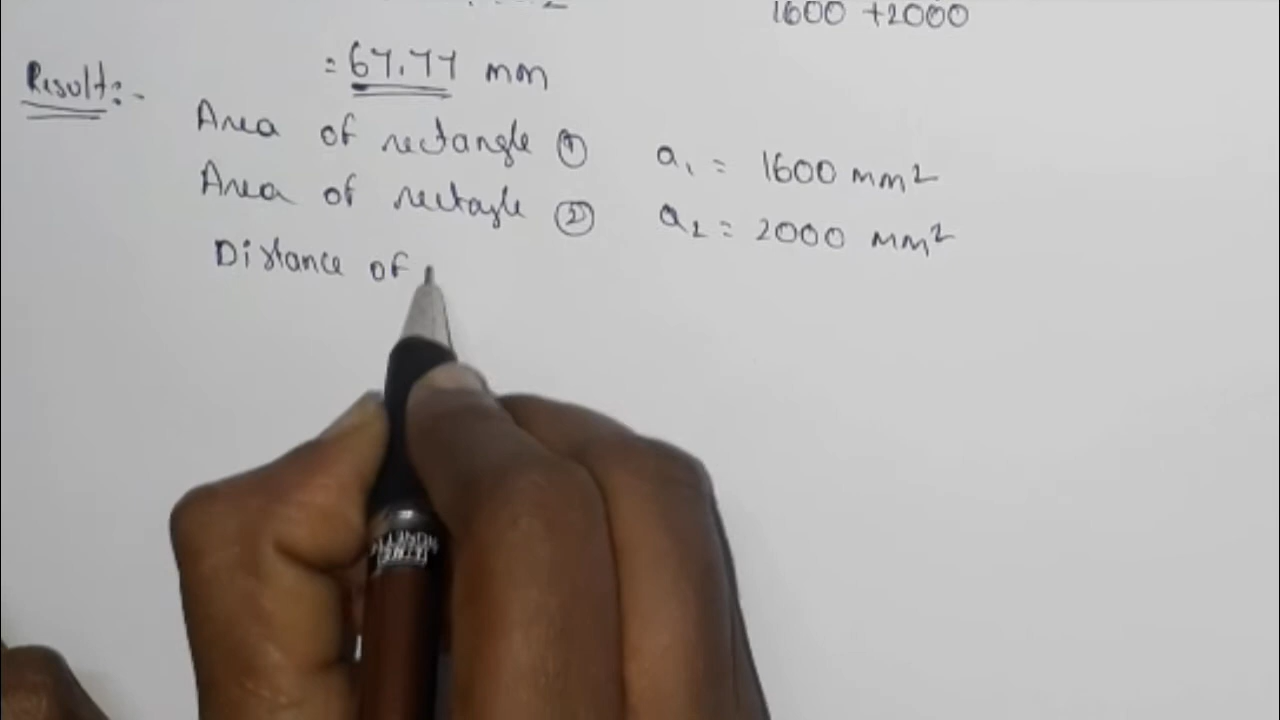 1600 +2000
= 67.77 mm
Result:-
Area of rectangle ① a₁ = 1600 mm²
Area of rectagle ② a₂ = 2000 mm²
Distance of